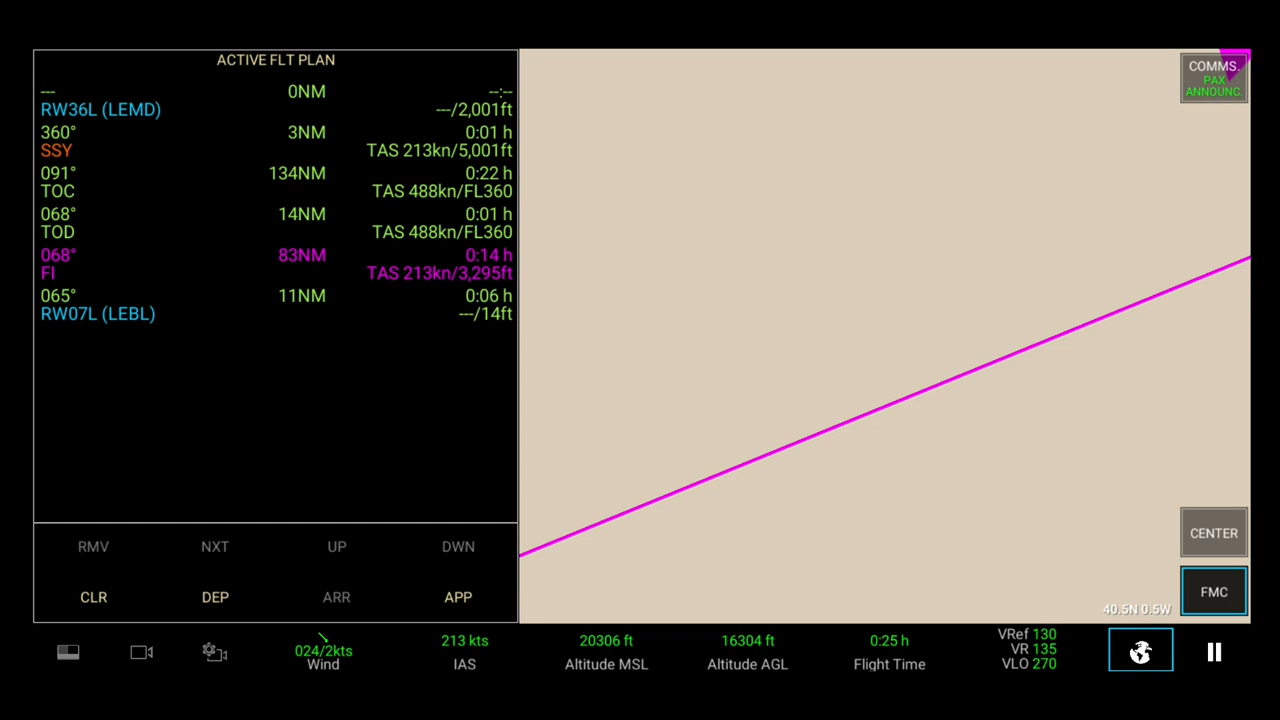 ACTIVE FLT PLAN
--- 0NM --:--
RW36L (LEMD) ---/2,001ft
360° 3NM 0:01 h
SSY TAS 213kn/5,001ft
091° 134NM 0:22 h
TOC TAS 488kn/FL360
068° 14NM 0:01 h
TOD TAS 488kn/FL360
068° 83NM 0:14 h
FI TAS 213kn/3,295ft
065° 11NM 0:06 h
RW07L (LEBL) ---/14ft
RMV NXT UP DWN
CLR DEP ARR APP
COMMS.
PAX
ANNOUNC.
CENTER
FMC
40.5N 0.5W
024/2kts
Wind
213 kts
IAS
20306 ft
Altitude MSL
16304 ft
Altitude AGL
0:25 h
Flight Time
VRef 130
VR 135
VLO 270